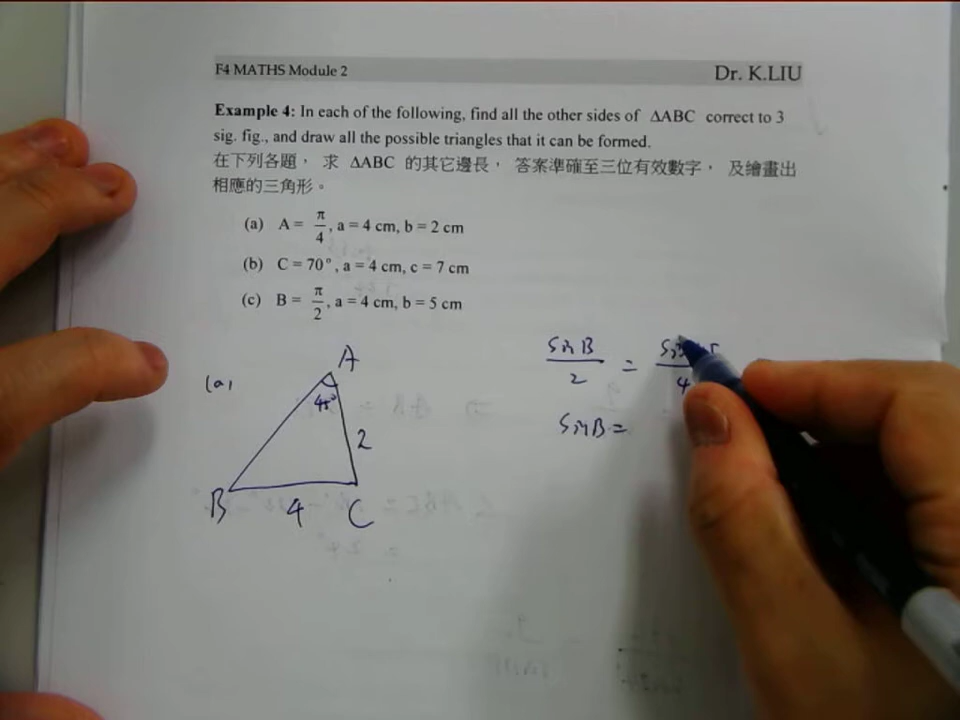 F4 MATHS Module 2 Dr. K.LIU
Example 4: In each of the following, find all the other sides of ΔABC correct to 3
sig. fig., and draw all the possible triangles that it can be formed.
在下列各題， 求 ΔABC 的其它邊長， 答案準確至三位有效數字， 及繪畫出
相應的三角形。
(a) A = π/4, a = 4 cm, b = 2 cm
(b) C = 70°, a = 4 cm, c = 7 cm
(c) B = π/2, a = 4 cm, b = 5 cm
(a)
A
45°
2
B 4 C
sin B / 2 = / 4
sin B =